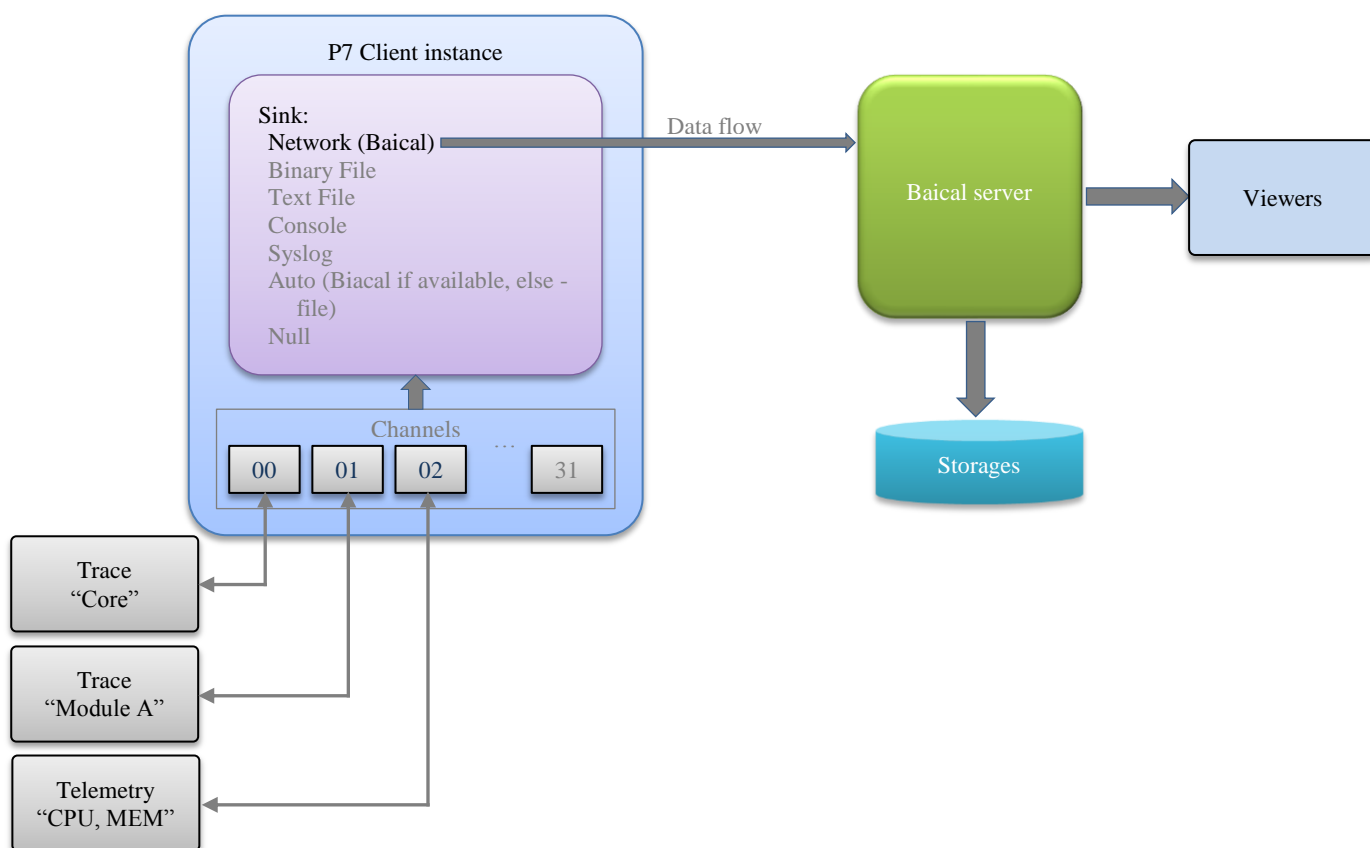 P7 Client instance
Sink:
Network (Baical)
Binary File
Text File
Console
Syslog
Auto (Biacal if available, else -
file)
Null
Data flow
Baical server
Viewers
Storages
Channels
00 01 02 ... 31
Trace
“Core”
Trace
“Module A”
Telemetry
“CPU, MEM”